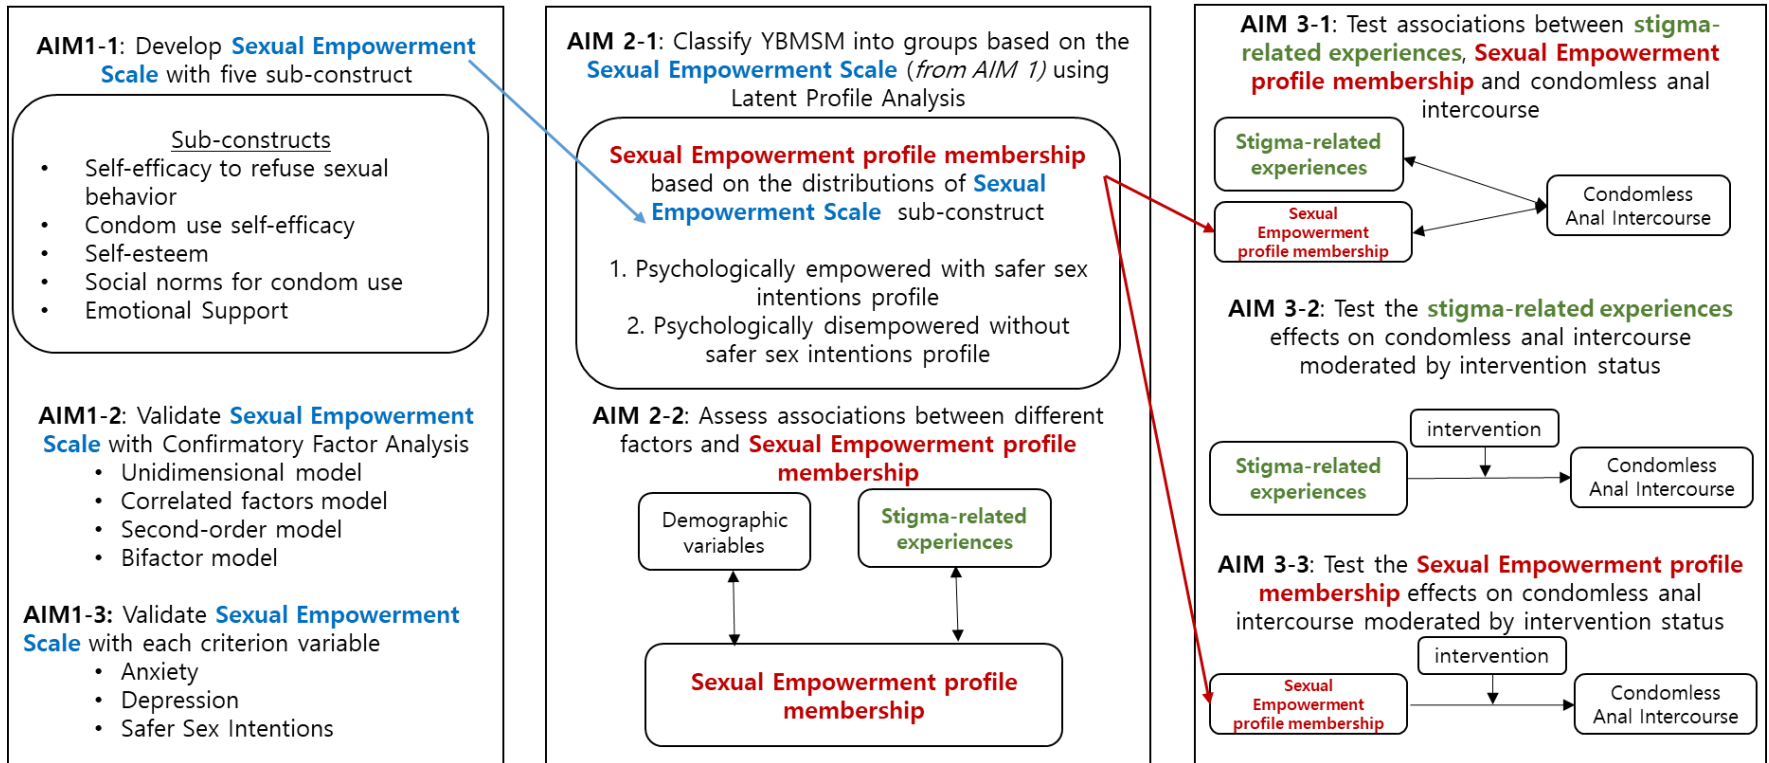 AIM1-1: Develop Sexual Empowerment
Scale with five sub-construct
Sub-constructs
• Self-efficacy to refuse sexual
behavior
• Condom use self-efficacy
• Self-esteem
• Social norms for condom use
• Emotional Support
AIM1-2: Validate Sexual Empowerment
Scale with Confirmatory Factor Analysis
• Unidimensional model
• Correlated factors model
• Second-order model
• Bifactor model
AIM1-3: Validate Sexual Empowerment
Scale with each criterion variable
• Anxiety
• Depression
• Safer Sex Intentions
AIM 2-1: Classify YBMSM into groups based on the
Sexual Empowerment Scale (from AIM 1) using
Latent Profile Analysis
Sexual Empowerment profile membership
based on the distributions of Sexual
Empowerment Scale sub-construct
1. Psychologically empowered with safer sex
intentions profile
2. Psychologically disempowered without
safer sex intentions profile
AIM 2-2: Assess associations between different
factors and Sexual Empowerment profile
membership
Demographic
variables
Stigma-related
experiences
Sexual Empowerment profile
membership
AIM 3-1: Test associations between stigma-
related experiences, Sexual Empowerment
profile membership and condomless anal
intercourse
Stigma-related
experiences
Sexual
Empowerment
profile membership
Condomless
Anal Intercourse
AIM 3-2: Test the stigma-related experiences
effects on condomless anal intercourse
moderated by intervention status
intervention
Stigma-related
experiences
Condomless
Anal Intercourse
AIM 3-3: Test the Sexual Empowerment profile
membership effects on condomless anal
intercourse moderated by intervention status
intervention
Sexual
Empowerment
profile membership
Condomless
Anal Intercourse